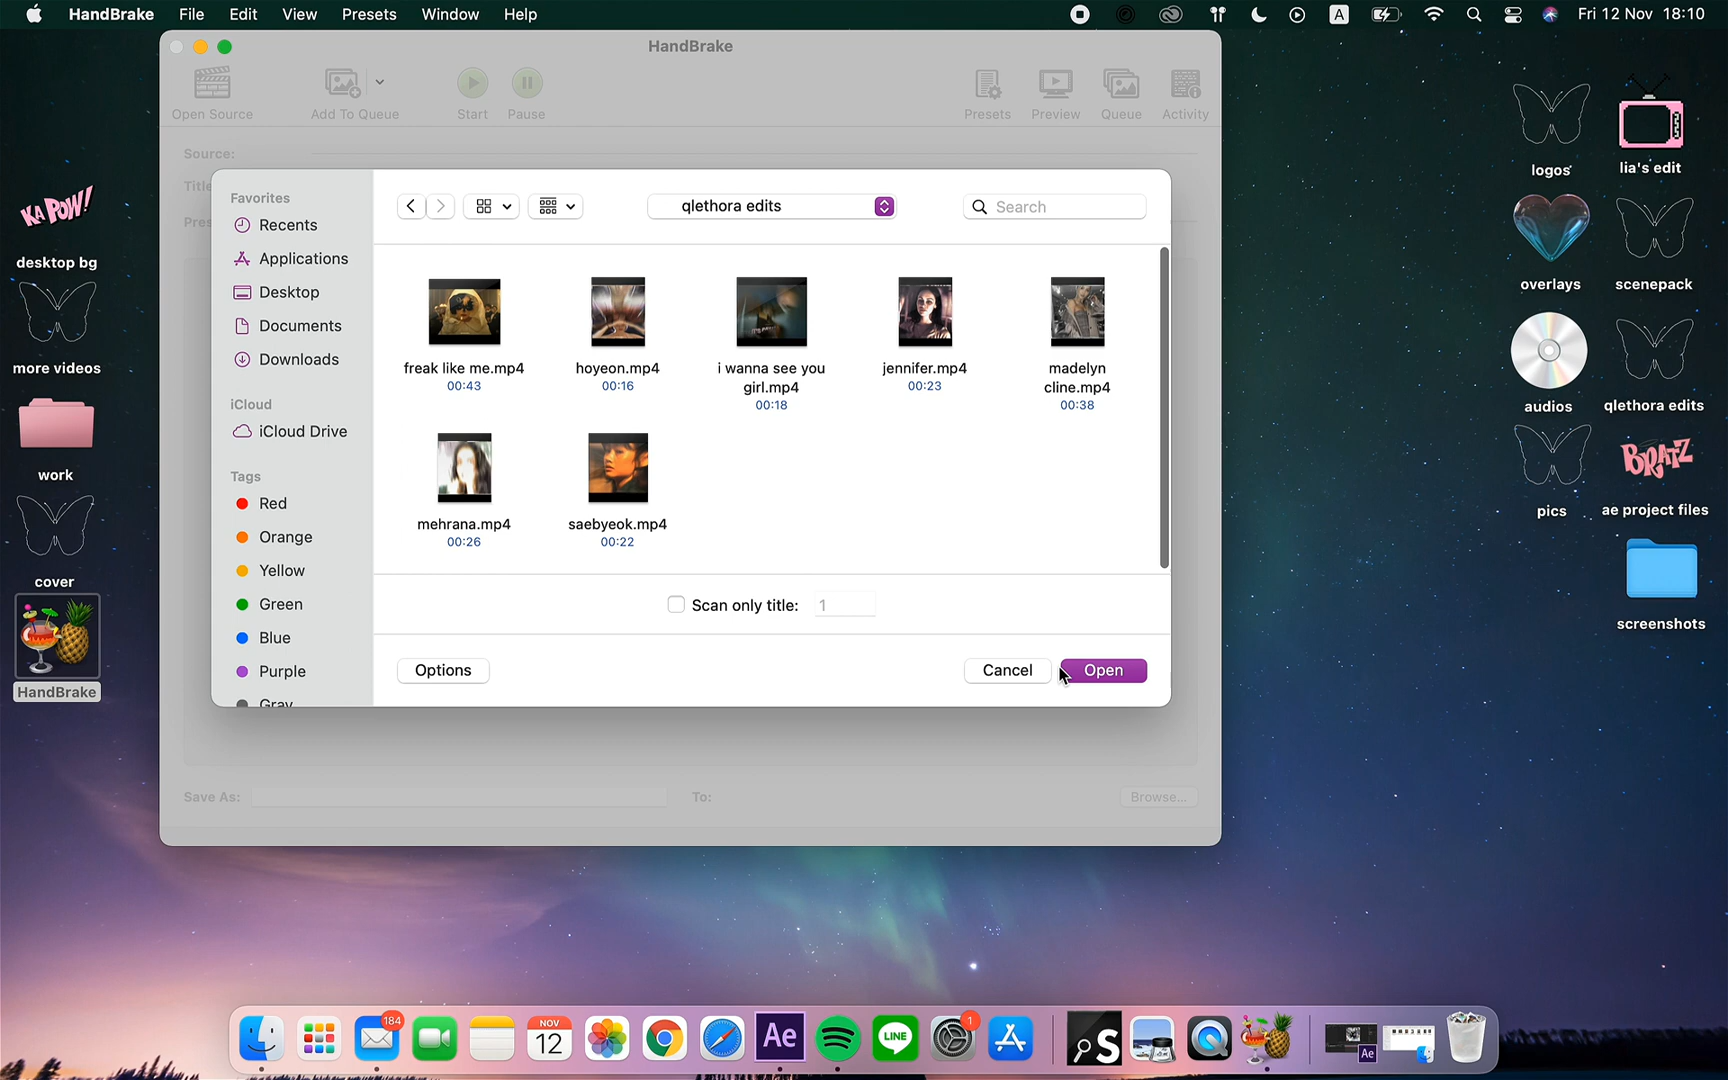 HandBrake File Edit View Presets Window Help
A
Fri 12 Nov 18:10
HandBrake
Open Source
Add To Queue
Start
Pause
Presets
Preview
Queue
Activity
Source:
Favorites
Recents
Applications
Desktop
Documents
Downloads
iCloud
iCloud Drive
Tags
Red
Orange
Yellow
Green
Blue
Purple
Gray
qlethora edits
Search
freak like me.mp4
00:43
hoyeon.mp4
00:16
i wanna see you
girl.mp4
00:18
jennifer.mp4
00:23
madelyn
cline.mp4
00:38
mehrana.mp4
00:26
saebyeok.mp4
00:22
Scan only title: 1
Options
Cancel
Open
Save As:
To:
Browse...
KAPOW!
desktop bg
more videos
work
cover
HandBrake
logos
lia's edit
overlays
scenepack
audios
qlethora edits
pics
BRATZ
ae project files
screenshots
184
NOV
12
Ae
LINE
1
S
Ae